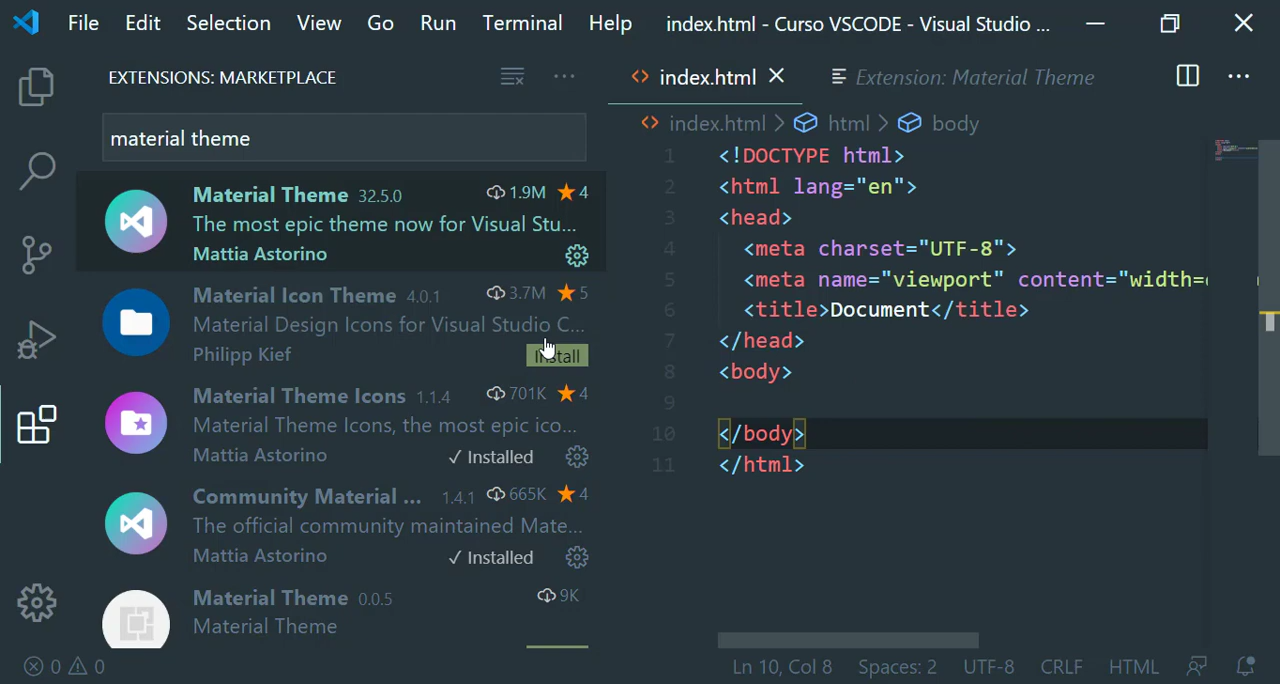 File Edit Selection View Go Run Terminal Help index.html - Curso VSCODE - Visual Studio ...
EXTENSIONS: MARKETPLACE
material theme
Material Theme 32.5.0 1.9M 4
The most epic theme now for Visual Stu...
Mattia Astorino
Material Icon Theme 4.0.1 3.7M 5
Material Design Icons for Visual Studio C...
Philipp Kief Install
Material Theme Icons 1.1.4 701K 4
Material Theme Icons, the most epic ico...
Mattia Astorino ✓ Installed
Community Material ... 1.4.1 665K 4
The official community maintained Mate...
Mattia Astorino ✓ Installed
Material Theme 0.0.5 9K
Material Theme
index.html Extension: Material Theme
index.html > html > body
1 <!DOCTYPE html>
2 <html lang="en">
3 <head>
4 <meta charset="UTF-8">
5 <meta name="viewport" content="width=
6 <title>Document</title>
7 </head>
8 <body>
9
10 </body>
11 </html>
0 0 Ln 10, Col 8 Spaces: 2 UTF-8 CRLF HTML